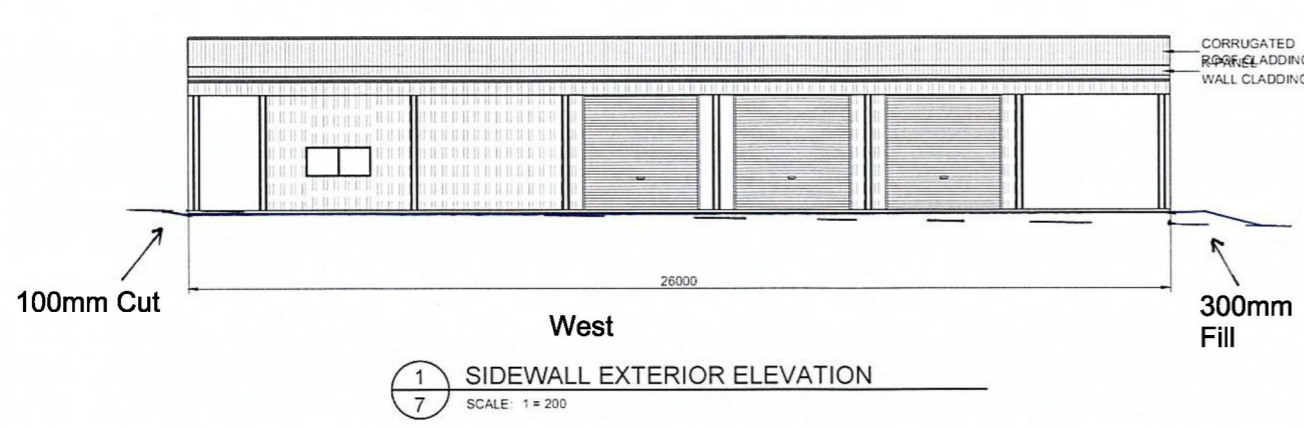 CORRUGATED
ROOF CLADDING
K-PANEL
WALL CLADDING
26000
100mm Cut
300mm
Fill
West
1
7
SIDEWALL EXTERIOR ELEVATION
SCALE: 1 = 200